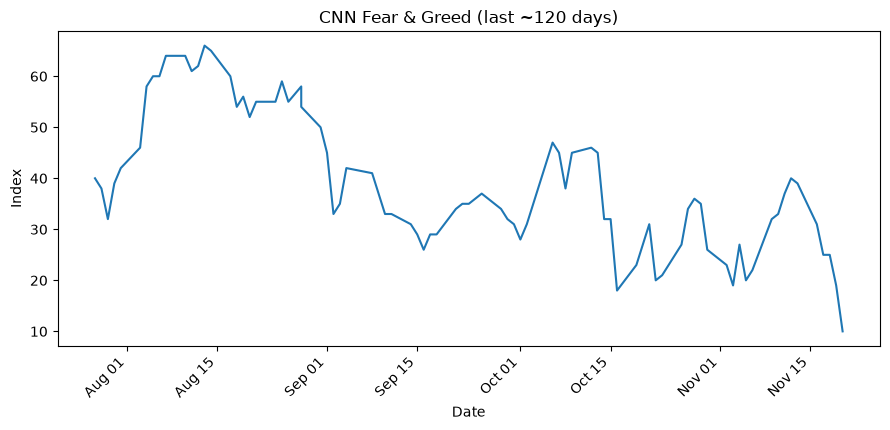 CNN Fear & Greed (last ~120 days)
Index
60
50
40
30
20
10
Aug 01
Aug 15
Sep 01
Sep 15
Oct 01
Oct 15
Nov 01
Nov 15
Date